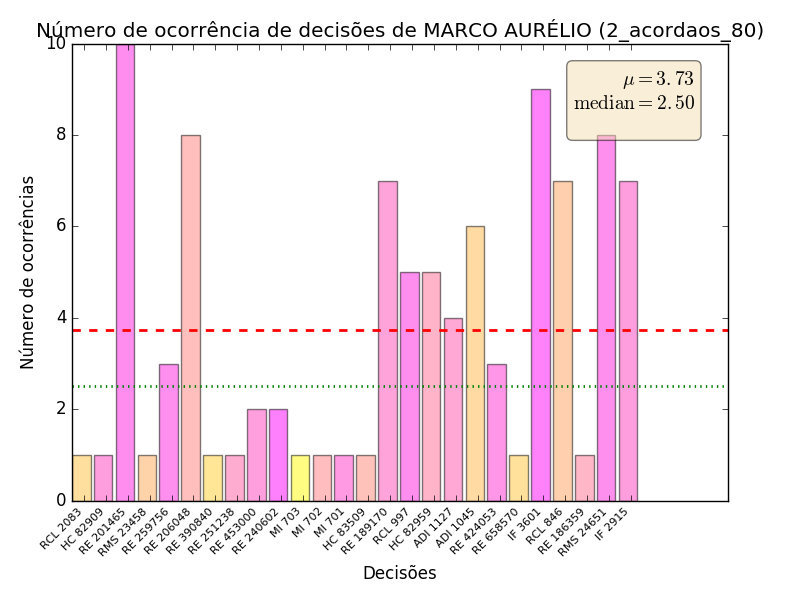 Número de ocorrência de decisões de MARCO AURÉLIO (2_acordaos_80)
μ = 3.73
median = 2.50
Número de ocorrências
10
8
6
4
2
0
RCL 2083
HC 82909
RE 201465
RMS 23458
RE 259756
RE 206048
RE 390840
RE 251238
RE 453000
RE 240602
MI 703
MI 702
MI 701
HC 83509
RE 189170
RCL 997
HC 82959
ADI 1127
ADI 1045
RE 424053
RE 658570
IF 3601
RCL 846
RE 186359
RMS 24651
IF 2915
Decisões